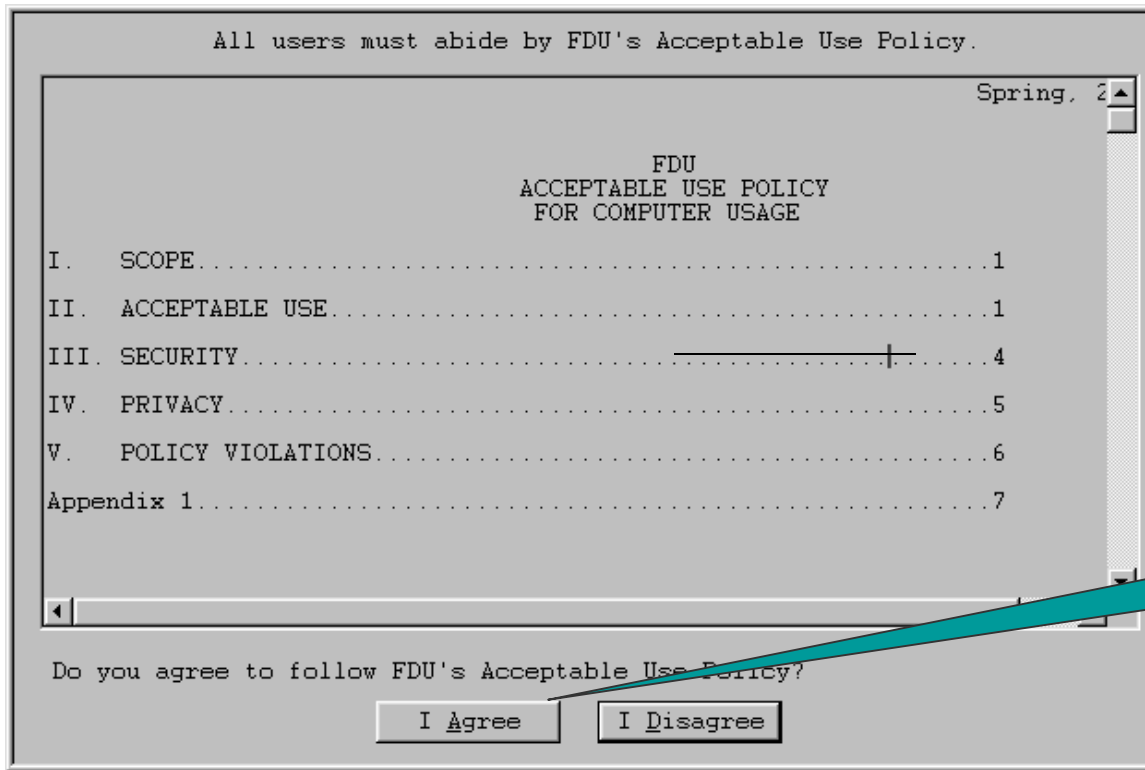 All users must abide by FDU's Acceptable Use Policy.
Spring, 2
FDU
ACCEPTABLE USE POLICY
FOR COMPUTER USAGE
I. SCOPE......................................................1
II. ACCEPTABLE USE.............................................1
III. SECURITY...................................................4
IV. PRIVACY....................................................5
V. POLICY VIOLATIONS..........................................6
Appendix 1......................................................7
Do you agree to follow FDU's Acceptable Use Policy?
I Agree
I Disagree